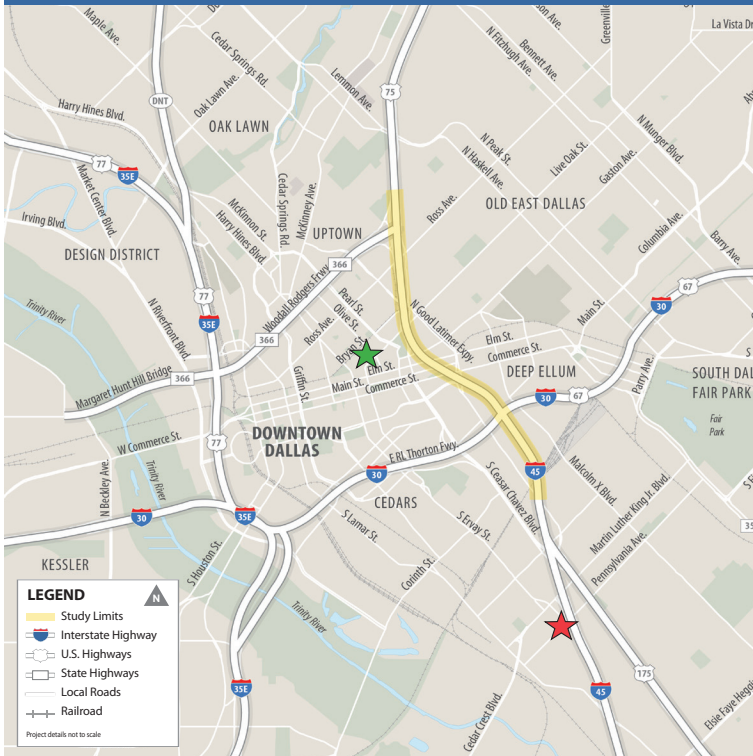 Maple Ave.
Cedar Springs Rd.
Lemmon Ave.
N Fitzhugh Ave.
Bennett Ave.
Greenville
La Vista Dr
Harry Hines Blvd.
DNT
Oak Lawn Ave.
75
OAK LAWN
N Peak St.
N Haskell Ave.
Live Oak St.
Gaston Ave.
N Munger Blvd.
77
35E
Market Center Blvd.
Irving Blvd.
McKinnon St.
Harry Hines Blvd.
Cedar Springs Rd.
McKinney Ave.
UPTOWN
Ross Ave.
OLD EAST DALLAS
Columbia Ave.
Barry Ave.
DESIGN DISTRICT
366
Woodall Rodgers Frwy
Trinity River
N Riverfront Blvd.
77
35E
Pearl St.
Olive St.
Ross Ave.
Bryan St.
N Good Latimer Expy.
Main St.
67
30
366
Elm St.
Commerce St.
Elm St.
Main St.
Commerce St.
Griffin St.
DEEP ELLUM
Parry Ave.
SOUTH DAL
FAIR PARK
Fair
Park
Margaret Hunt Hill Bridge
366
30
67
W Commerce St.
77
DOWNTOWN
DALLAS
E RL Thorton Fwy
30
45
Malcolm X Blvd.
N Beckley Ave.
Trinity River
30
35E
CEDARS
S Lamar St.
S Ervay St.
S Ceasar Chavez Blvd.
Martin Luther King Jr. Blvd.
Pennsylvania Ave.
KESSLER
S Houston St.
Corinth St.
Trinity River
35E
Cedar Crest Blvd.
45
175
Elsie Faye Heggi
LEGEND
N
Study Limits
Interstate Highway
U.S. Highways
State Highways
Local Roads
Railroad
Project details not to scale